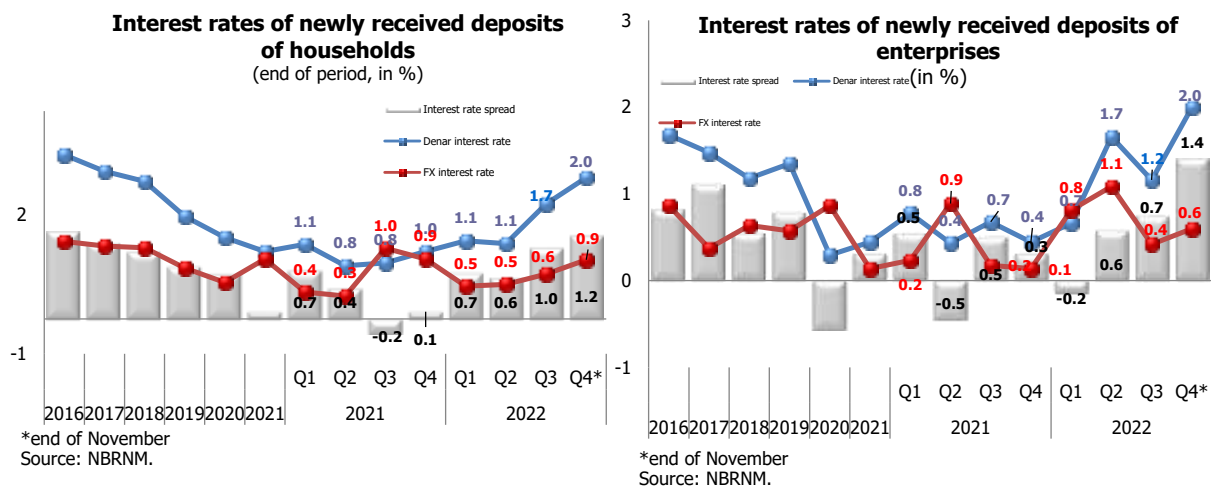 Interest rates of newly received deposits
of households
(end of period, in %)
Interest rate spread
Denar interest rate
FX interest rate
2
-1
1.1
0.8
0.8
1.0
1.1
1.1
1.7
2.0
0.4
0.3
1.0
0.9
0.5
0.5
0.6
0.9
0.7
0.4
-0.2
0.1
0.7
0.6
1.0
1.2
Q1 Q2 Q3 Q4 Q1 Q2 Q3 Q4*
2016 2017 2018 2019 2020 2021 2021 2022
*end of November
Source: NBRNM.
Interest rates of newly received deposits of
enterprises
(in %)
Interest rate spread
Denar interest rate
FX interest rate
3
2
1
0
-1
0.8
0.4
0.7
0.4
0.7
1.7
1.2
2.0
0.2
0.9
0.2
0.1
0.8
1.1
0.4
0.6
0.5
-0.5
0.5
0.3
-0.2
0.6
0.7
1.4
Q1 Q2 Q3 Q4 Q1 Q2 Q3 Q4*
2016 2017 2018 2019 2020 2021 2021 2022
*end of November
Source: NBRNM.